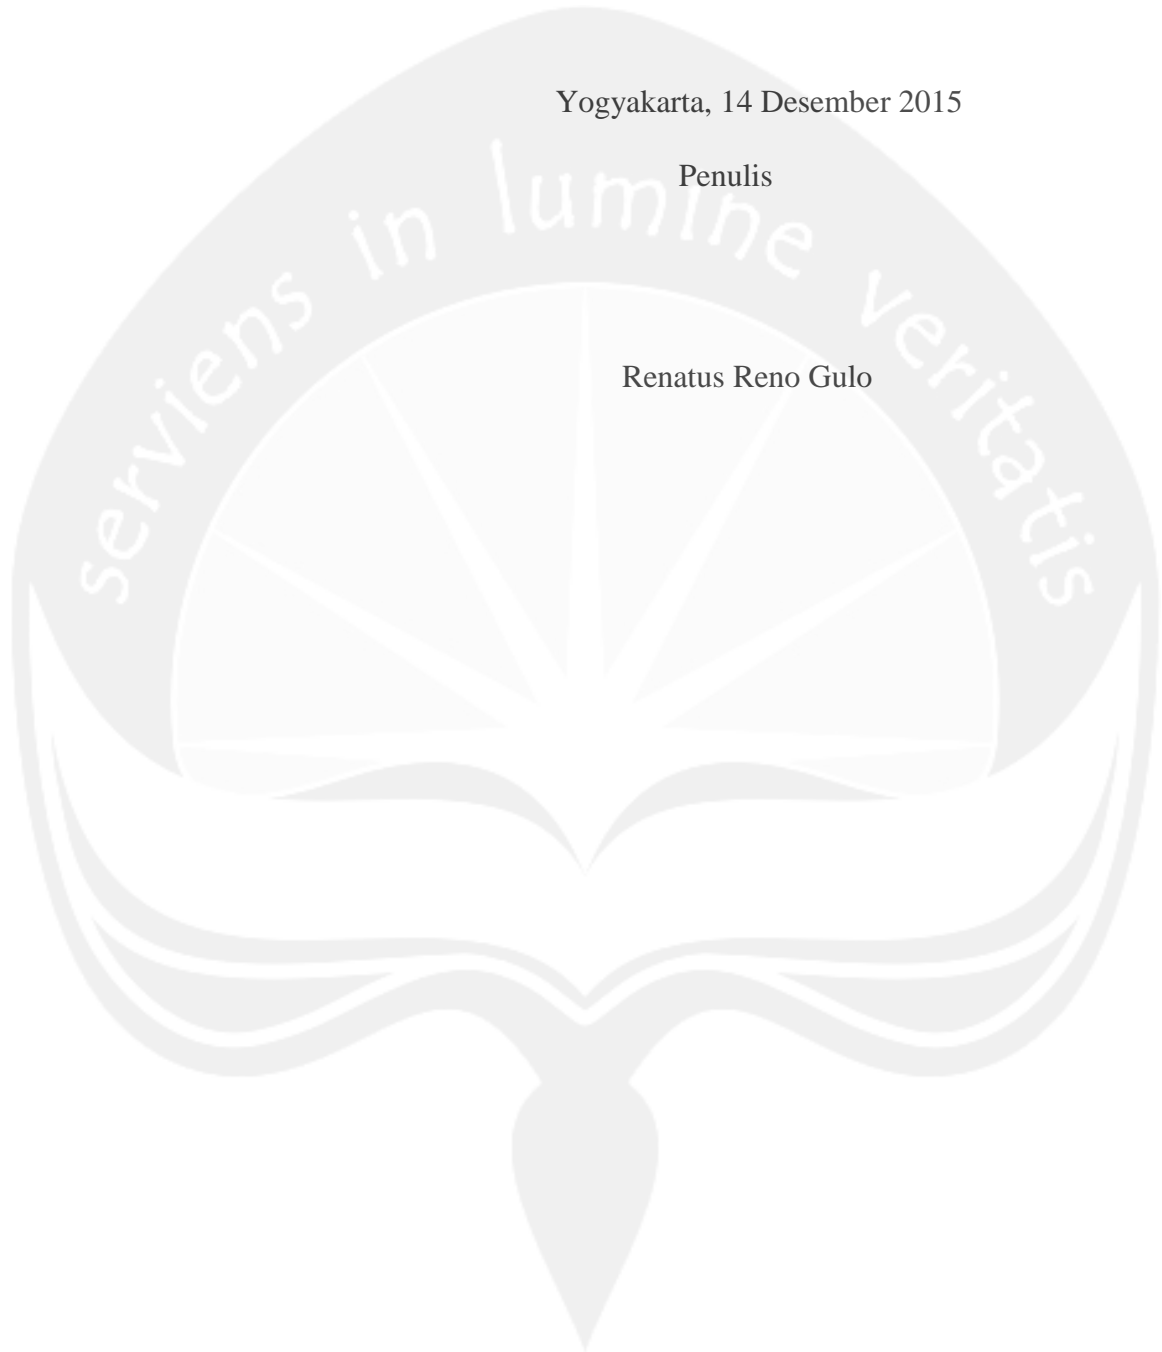 Yogyakarta, 14 Desember 2015
Penulis
serviens in lumine veritatis
Renatus Reno Gulo